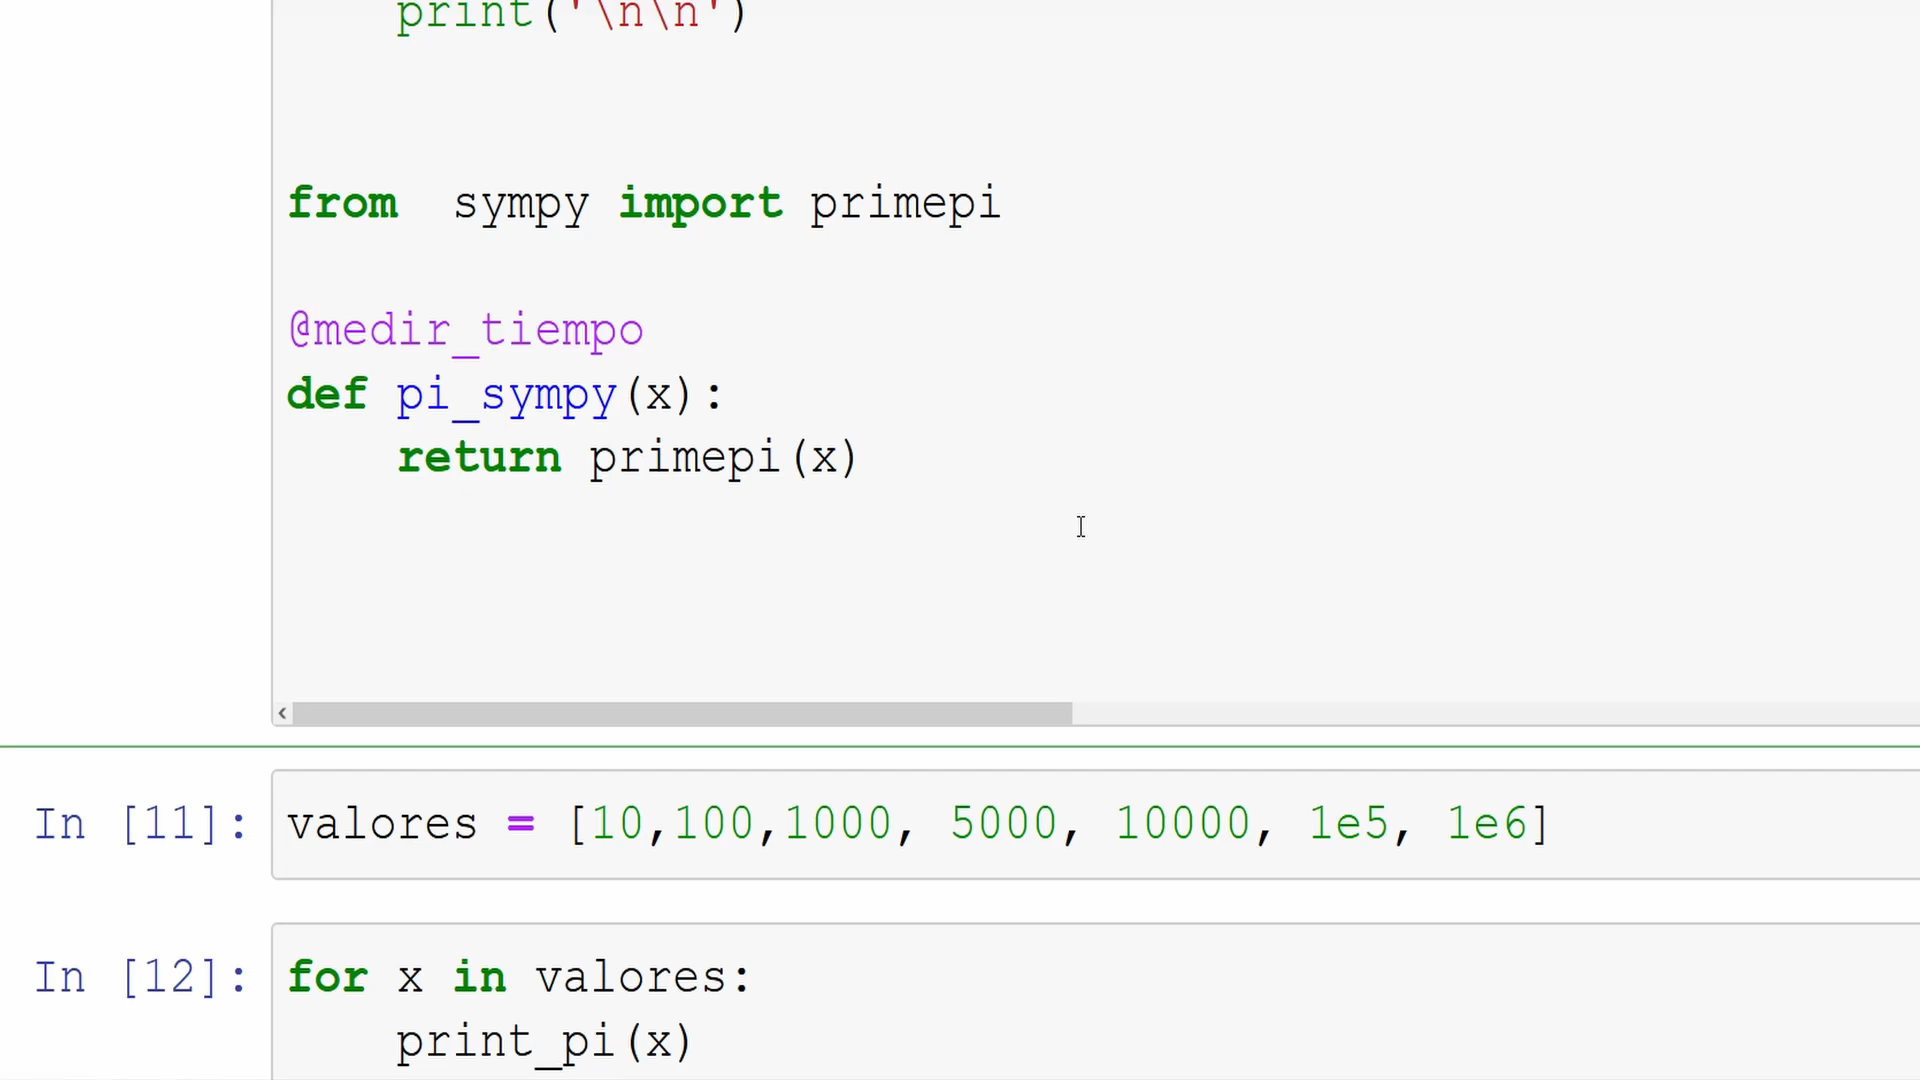 print('\n\n')
from  sympy import primepi
@medir_tiempo
def pi_sympy(x):
    return primepi(x)
In [11]: valores = [10,100,1000, 5000, 10000, 1e5, 1e6]
In [12]: for x in valores:
    print_pi(x)